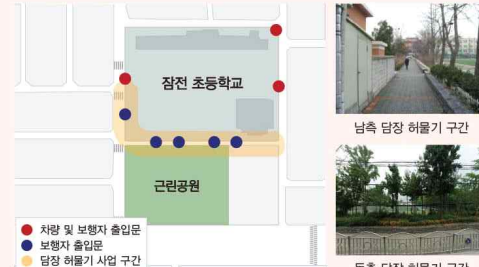 잠전 초등학교
근린공원
차량 및 보행자 출입문
보행자 출입문
담장 허물기 사업 구간
남측 담장 허물기 구간
동측 담장 허물기 구간